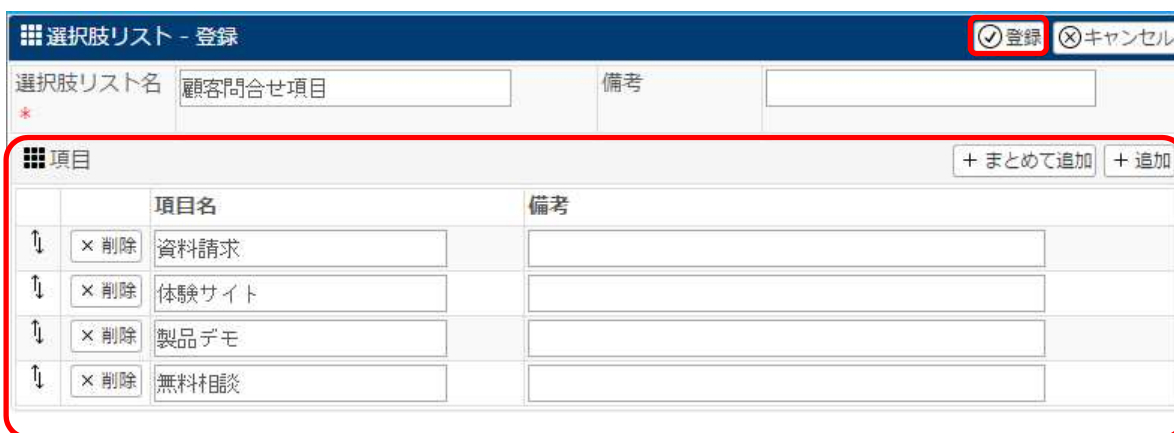 選択肢リスト - 登録 登録 キャンセル
選択肢リスト名 顧客問合せ項目 備考
*
項目 + まとめて追加 + 追加
項目名 備考
× 削除 資料請求
× 削除 体験サイト
× 削除 製品デモ
× 削除 無料相談